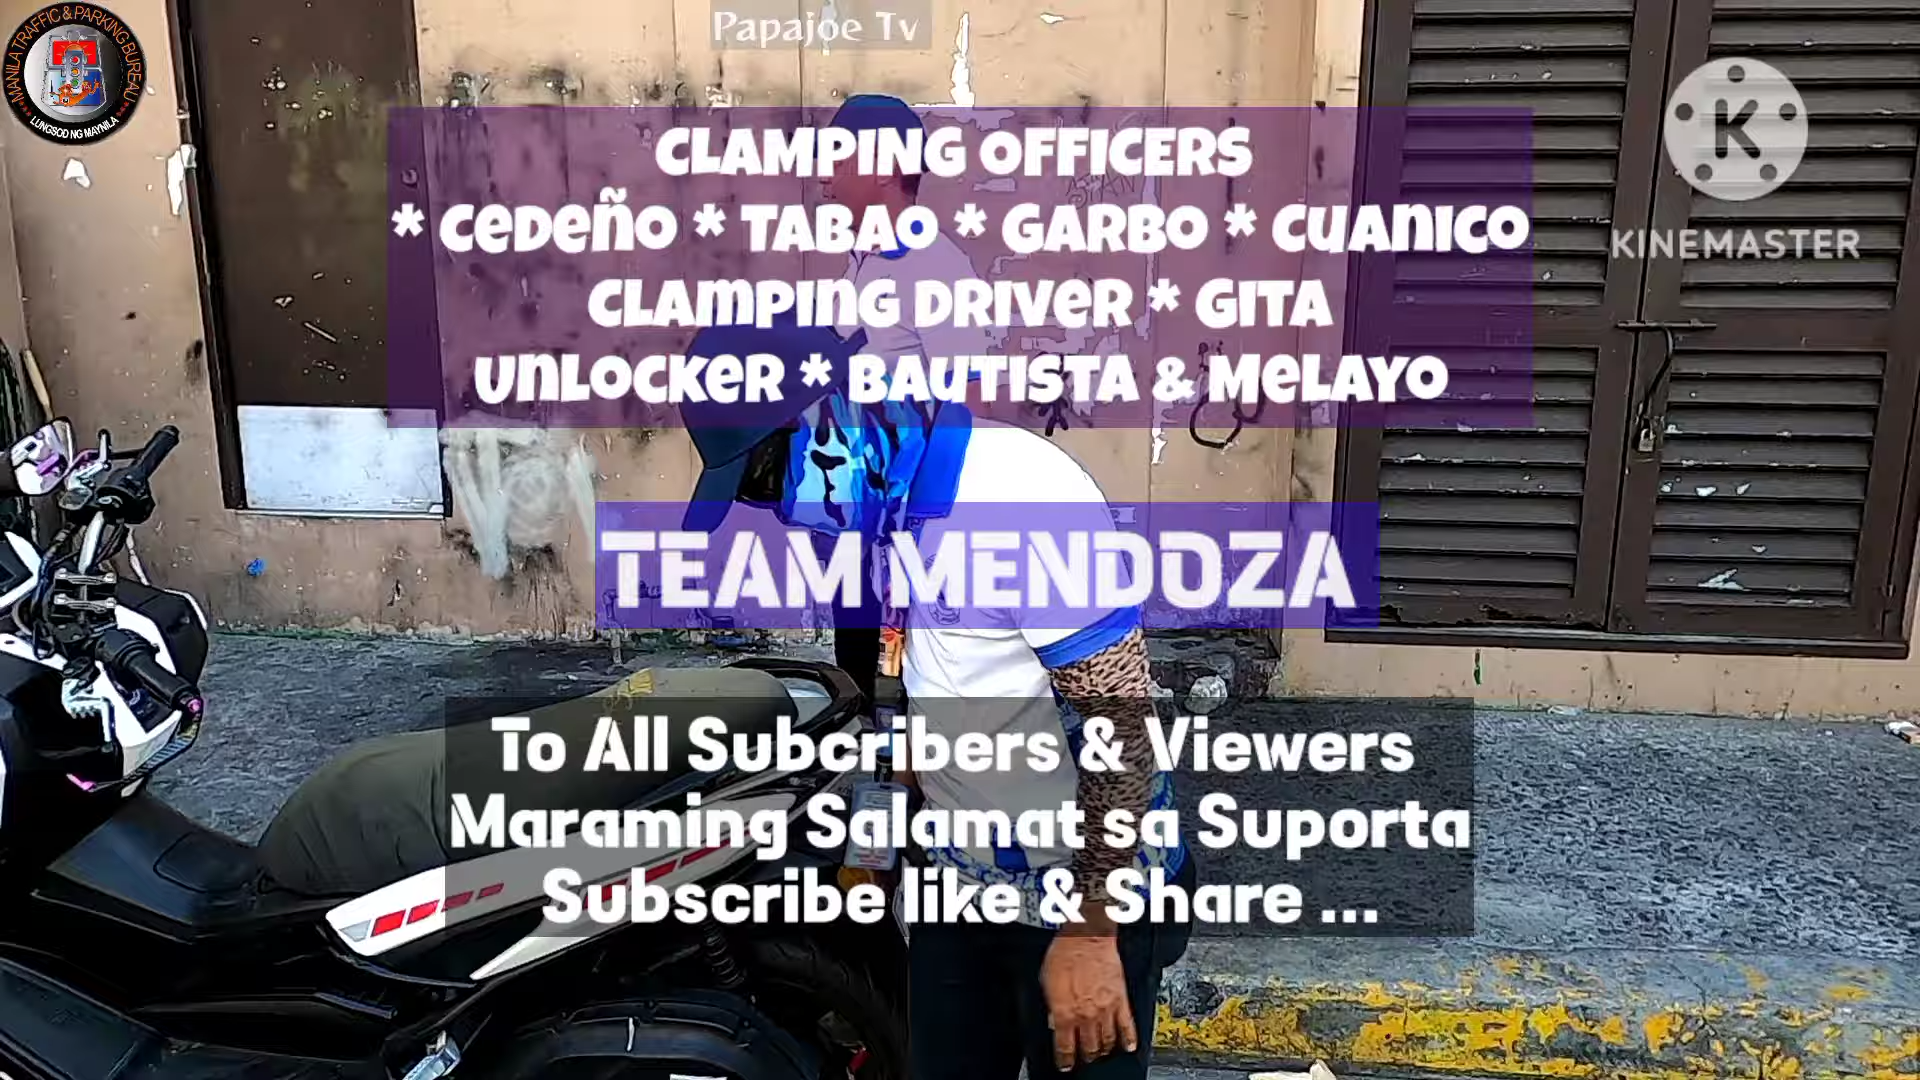 Papajoe Tv
MANILA TRAFFIC & PARKING BUREAU
LUNGSOD NG MAYNILA
K
KINEMASTER
CLAMPING OFFICERS
* CEDEÑO * TABAO * GARBO * CUANICO
CLAMPING DRIVER * GITA
UNLOCKER * BAUTISTA & MELAYO
TEAM MENDOZA
To All Subcribers & Viewers
Maraming Salamat sa Suporta
Subscribe like & Share ...